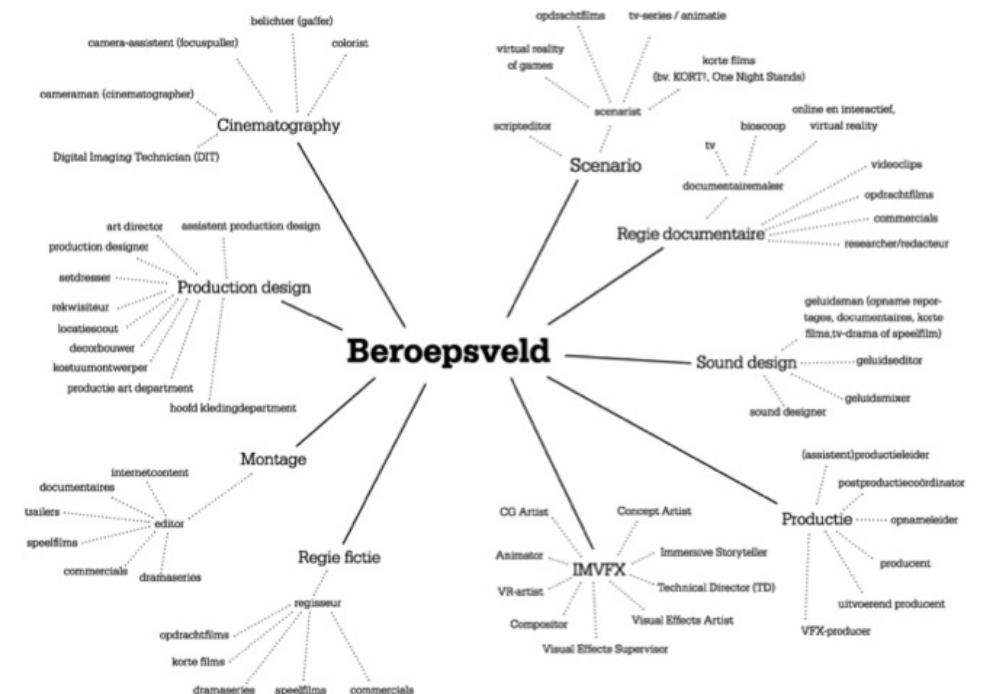 belichter (gaffer)
camera-assistent (focuspuller)
colorist
cameraman (cinematographer)
Cinematography
Digital Imaging Technician (DIT)
opdrachtfilms
tv-series / animatie
virtual reality
of games
korte films
(bv. KORT!, One Night Stands)
scenarist
scripteditor
Scenario
online en interactief,
virtual reality
bioscoop
tv
documentairemaker
videoclips
opdrachtfilms
commercials
Regie documentaire
researcher/redacteur
art director
assistent production design
production designer
setdresser
Production design
rekwisiteur
locatiescout
decorbouwer
kostuumontwerper
productie art department
hoofd kledingdepartment
Beroepsveld
geluidsman (opname repor-
tages, documentaires, korte
films,tv-drama of speelfilm)
Sound design
geluidseditor
geluidsmixer
sound designer
Montage
internetcontent
documentaires
trailers
editor
speelfilms
commercials
dramaseries
Regie fictie
regisseur
opdrachtfilms
korte films
dramaseries
speelfilms
commercials
CG Artist
Concept Artist
Animator
Immersive Storyteller
IMVFX
VR-artist
Technical Director (TD)
Compositor
Visual Effects Artist
Visual Effects Supervisor
(assistent)productieleider
postproductiecoördinator
Productie
opnameleider
producent
uitvoerend producent
VFX-producer